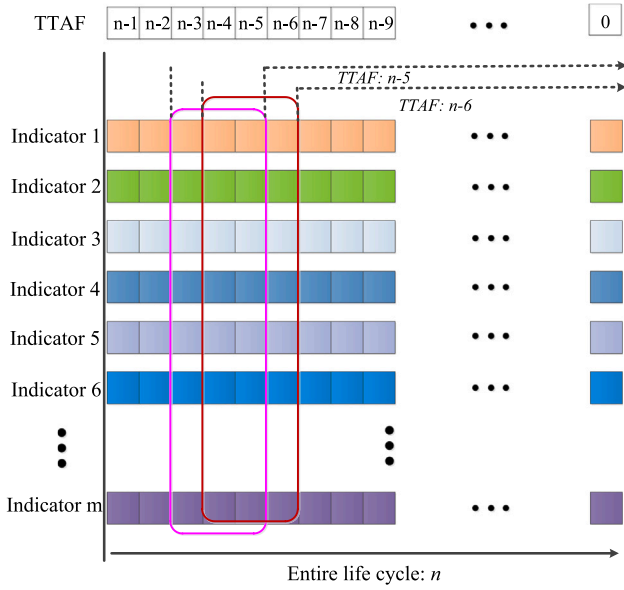 TTAF n-1 n-2 n-3 n-4 n-5 n-6 n-7 n-8 n-9 ... 0
TTAF: n-5
TTAF: n-6
Indicator 1 ...
Indicator 2 ...
Indicator 3 ...
Indicator 4 ...
Indicator 5 ...
Indicator 6 ...
Indicator m ...
Entire life cycle: n